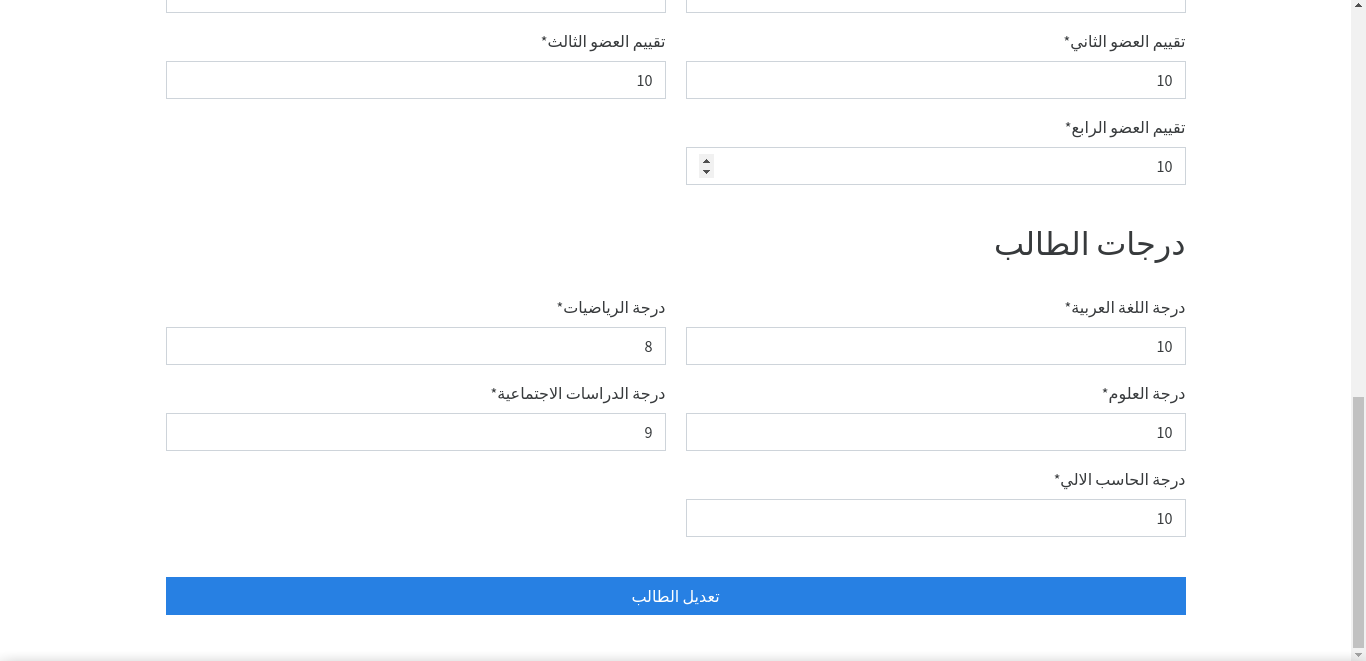 تقييم العضو الثاني*
تقييم العضو الثالث*
10
10
تقييم العضو الرابع*
10
درجات الطالب
درجة اللغة العربية*
درجة الرياضيات*
10
8
درجة العلوم*
درجة الدراسات الاجتماعية*
10
9
درجة الحاسب الالي*
10
تعديل الطالب